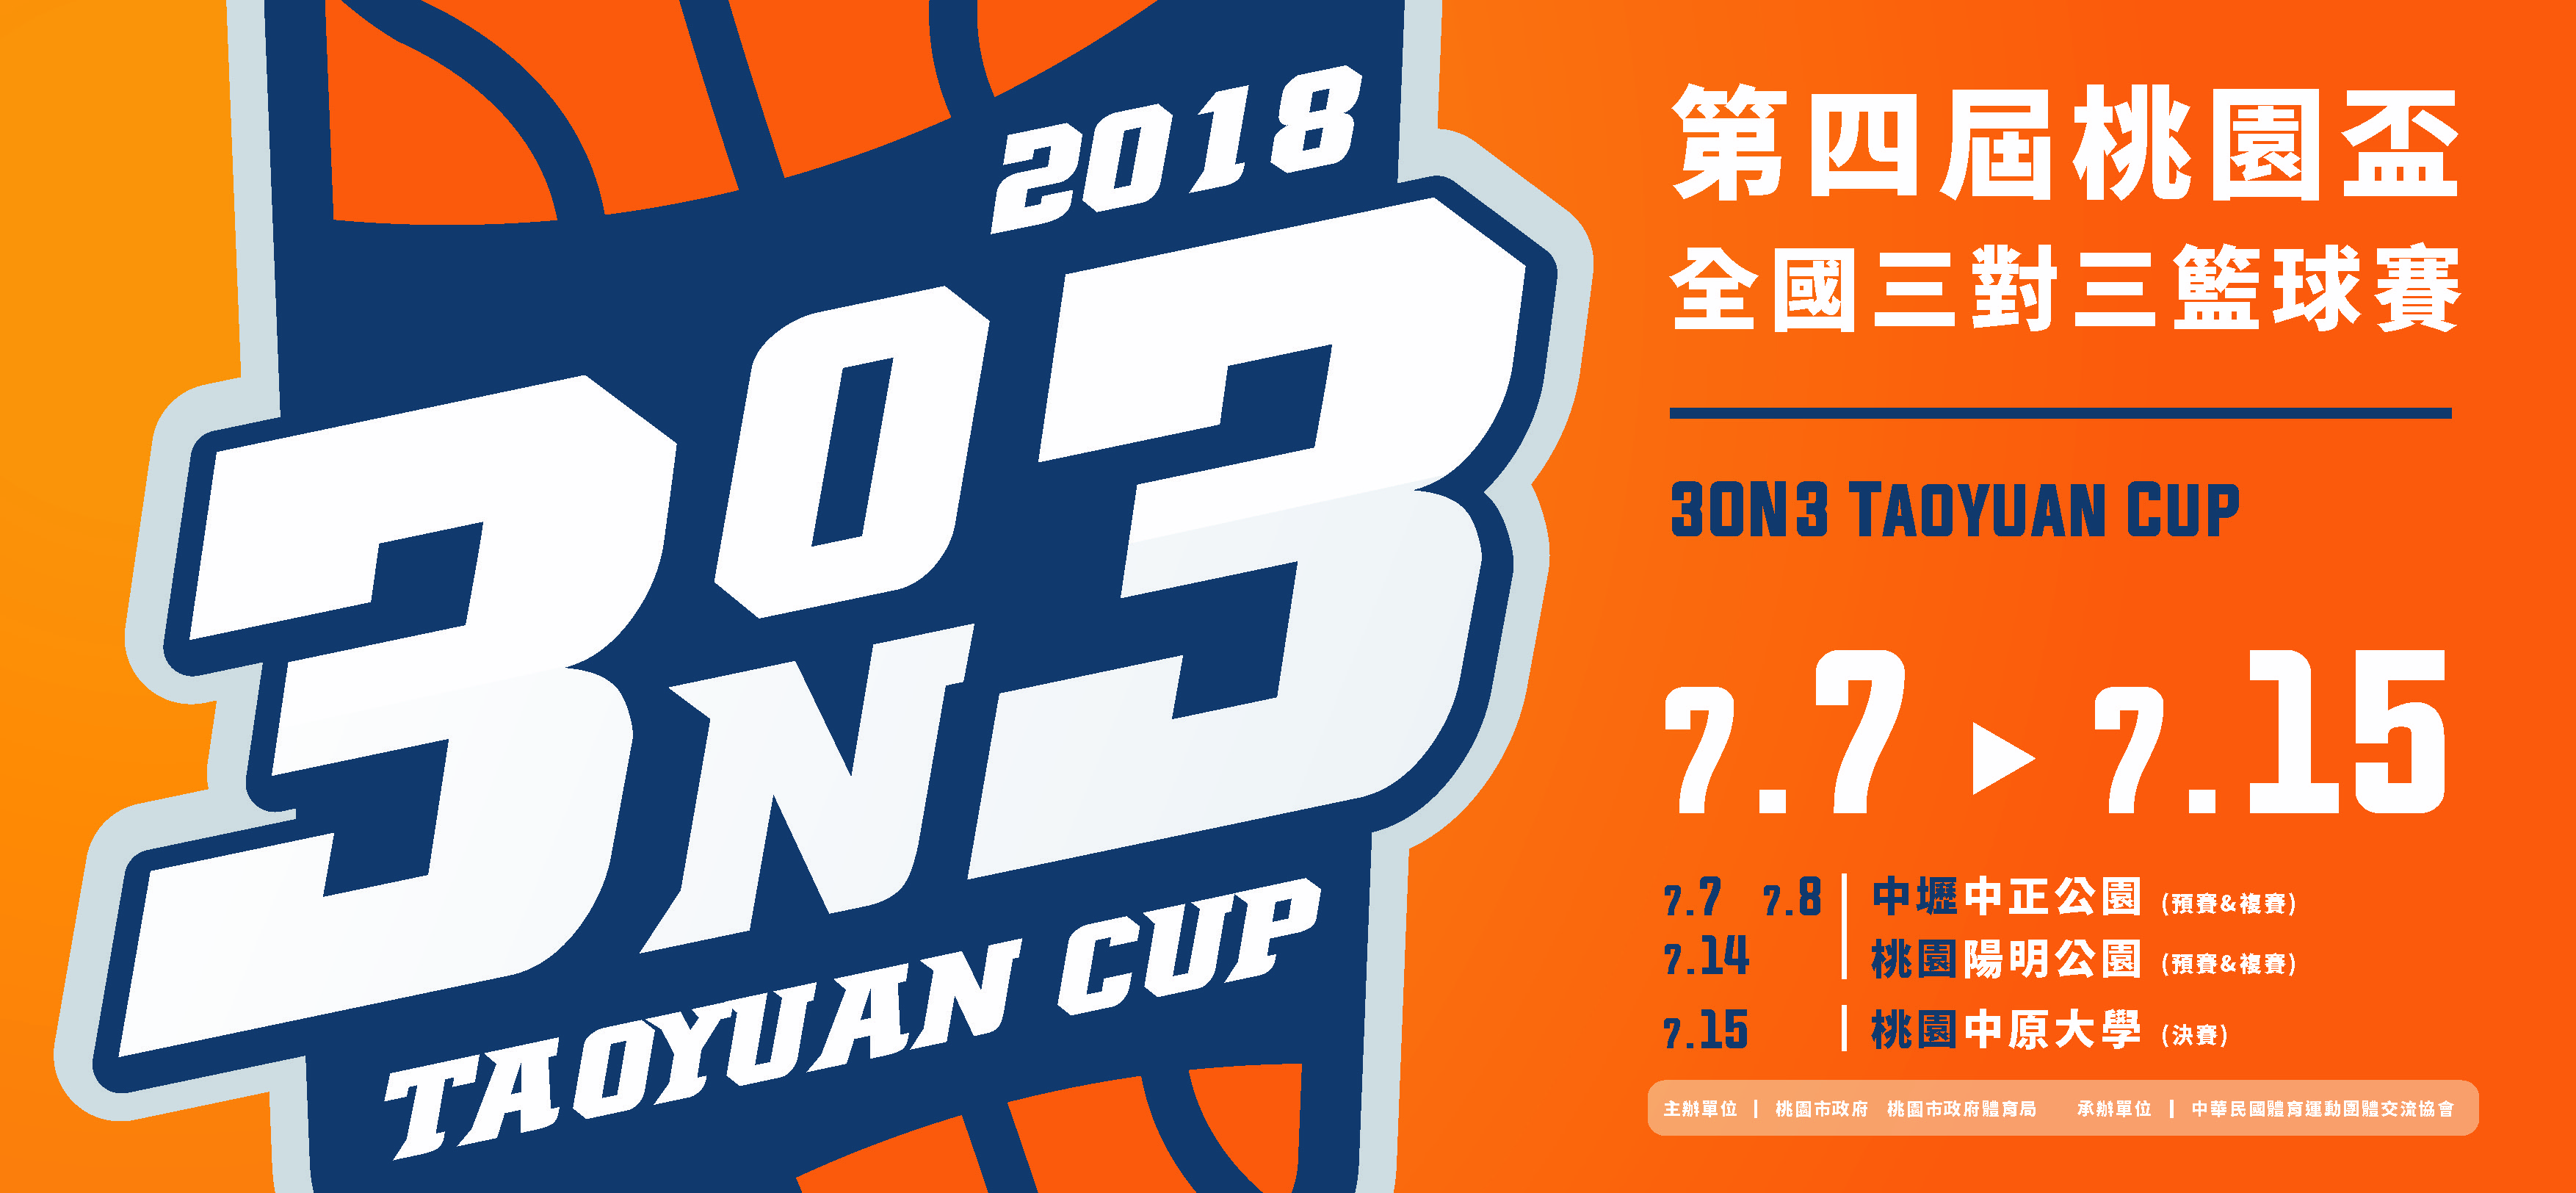 2018
3ON3
TAOYUAN CUP
第四屆桃園盃
全國三對三籃球賽
3ON3 TAOYUAN CUP
7.7 ▶ 7.15
7.7 7.8 | 中壢中正公園 (預賽&複賽)
7.14 | 桃園陽明公園 (預賽&複賽)
7.15 | 桃園中原大學 (決賽)
主辦單位 | 桃園市政府 桃園市政府體育局 承辦單位 | 中華民國體育運動團體交流協會